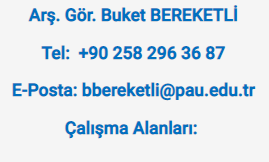 Arş. Gör. Buket BEREKETLİ
Tel:  +90 258 296 36 87
E-Posta: bbereketli@pau.edu.tr
Çalışma Alanları: